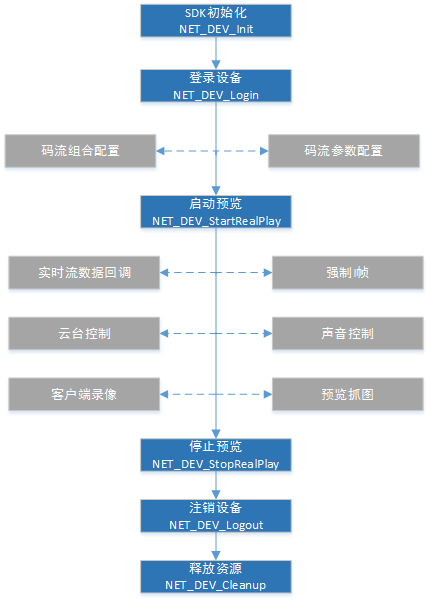 SDK初始化
NET_DEV_Init
登录设备
NET_DEV_Login
码流组合配置
码流参数配置
启动预览
NET_DEV_StartRealPlay
实时流数据回调
强制I帧
云台控制
声音控制
客户端录像
预览抓图
停止预览
NET_DEV_StopRealPlay
注销设备
NET_DEV_Logout
释放资源
NET_DEV_Cleanup